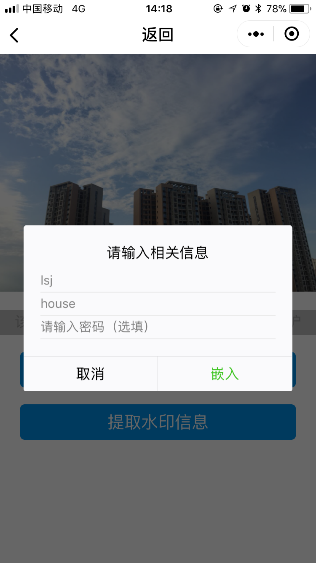 中国移动 4G 14:18 78%
返回
请输入相关信息
lsj
house
请输入密码（选填）
取消 嵌入
提取水印信息